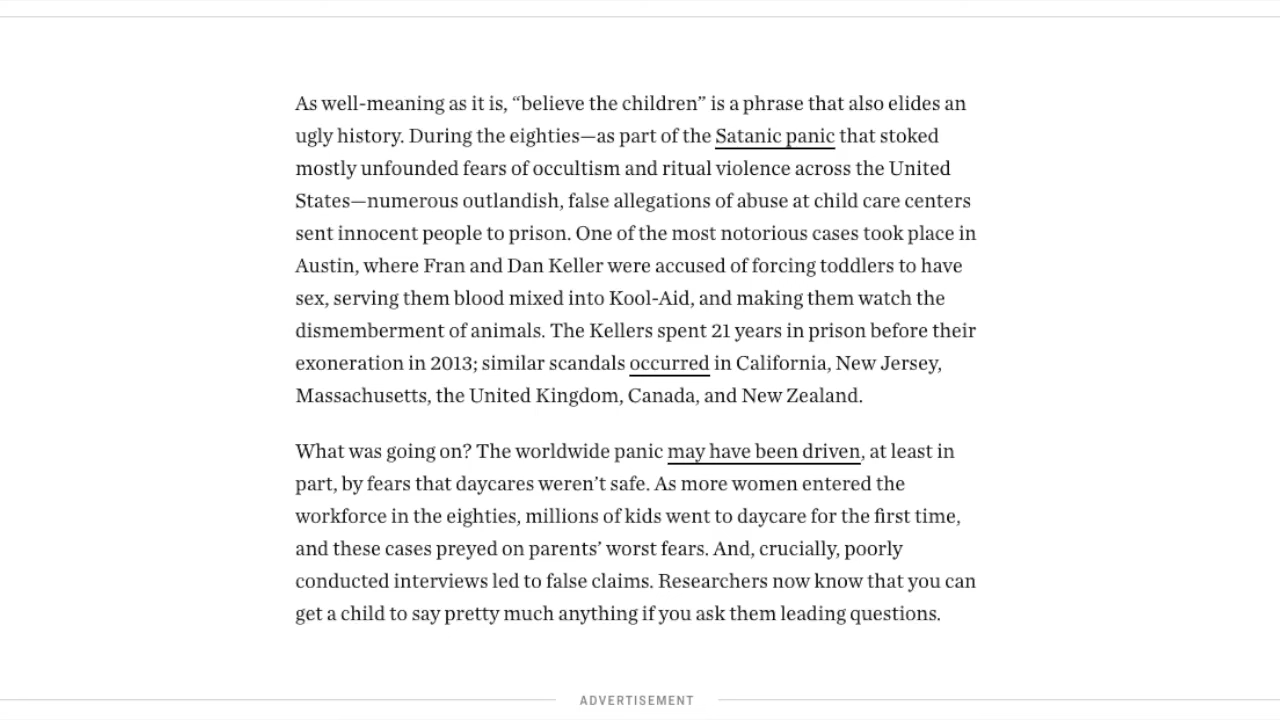 As well-meaning as it is, “believe the children” is a phrase that also elides an
ugly history. During the eighties—as part of the Satanic panic that stoked
mostly unfounded fears of occultism and ritual violence across the United
States—numerous outlandish, false allegations of abuse at child care centers
sent innocent people to prison. One of the most notorious cases took place in
Austin, where Fran and Dan Keller were accused of forcing toddlers to have
sex, serving them blood mixed into Kool-Aid, and making them watch the
dismemberment of animals. The Kellers spent 21 years in prison before their
exoneration in 2013; similar scandals occurred in California, New Jersey,
Massachusetts, the United Kingdom, Canada, and New Zealand.
What was going on? The worldwide panic may have been driven, at least in
part, by fears that daycares weren’t safe. As more women entered the
workforce in the eighties, millions of kids went to daycare for the first time,
and these cases preyed on parents’ worst fears. And, crucially, poorly
conducted interviews led to false claims. Researchers now know that you can
get a child to say pretty much anything if you ask them leading questions.
ADVERTISEMENT